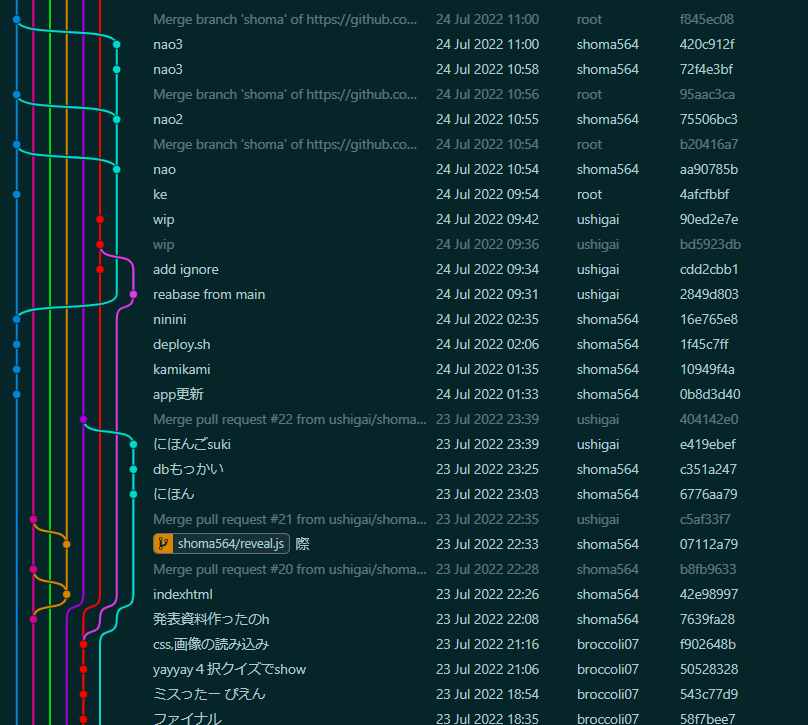 Merge branch 'shoma' of https://github.co... 24 Jul 2022 11:00 root f845ec08
nao3 24 Jul 2022 11:00 shoma564 420c912f
nao3 24 Jul 2022 10:58 shoma564 72f4e3bf
Merge branch 'shoma' of https://github.co... 24 Jul 2022 10:56 root 95aac3ca
nao2 24 Jul 2022 10:55 shoma564 75506bc3
Merge branch 'shoma' of https://github.co... 24 Jul 2022 10:54 root b20416a7
nao 24 Jul 2022 10:54 shoma564 aa90785b
ke 24 Jul 2022 09:54 root 4afcfbbf
wip 24 Jul 2022 09:42 ushigai 90ed2e7e
wip 24 Jul 2022 09:36 ushigai bd5923db
add ignore 24 Jul 2022 09:34 ushigai cdd2cbb1
reabase from main 24 Jul 2022 09:31 ushigai 2849d803
ninini 24 Jul 2022 02:35 shoma564 16e765e8
deploy.sh 24 Jul 2022 02:06 shoma564 1f45c7ff
kamikami 24 Jul 2022 01:35 shoma564 10949f4a
app更新 24 Jul 2022 01:33 shoma564 0b8d3d40
Merge pull request #22 from ushigai/shoma... 23 Jul 2022 23:39 ushigai 404142e0
にほんごsuki 23 Jul 2022 23:39 ushigai e419ebef
dbもっかい 23 Jul 2022 23:25 shoma564 c351a247
にほん 23 Jul 2022 23:03 shoma564 6776aa79
Merge pull request #21 from ushigai/shoma... 23 Jul 2022 22:35 ushigai c5af33f7
shoma564/reveal.js 際 23 Jul 2022 22:33 shoma564 07112a79
Merge pull request #20 from ushigai/shoma... 23 Jul 2022 22:28 shoma564 b8fb9633
indexhtml 23 Jul 2022 22:26 shoma564 42e98997
発表資料作ったのh 23 Jul 2022 22:08 shoma564 7639fa28
css,画像の読み込み 23 Jul 2022 21:16 broccoli07 f902648b
yayyay４択クイズでshow 23 Jul 2022 21:06 broccoli07 50528328
ミスったー ぴえん 23 Jul 2022 18:54 broccoli07 543c77d9
ファイナル 23 Jul 2022 18:35 broccoli07 58f7bee7